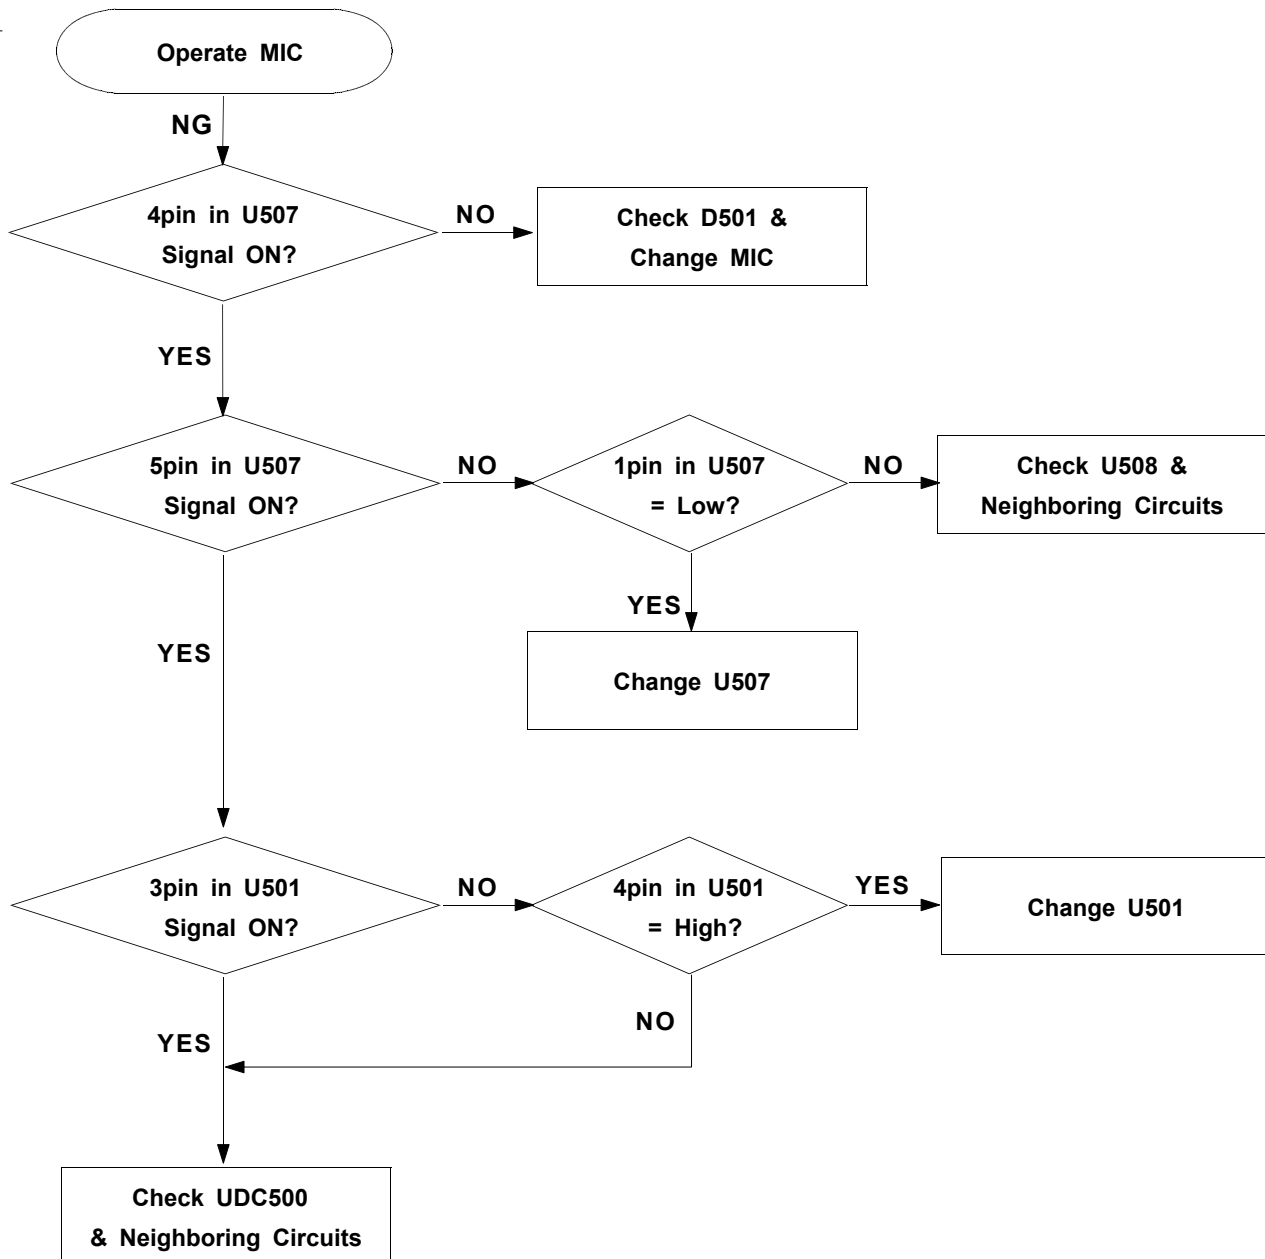 Operate MIC
NG
4pin in U507
Signal ON?
NO
Check D501 &
Change MIC
YES
5pin in U507
Signal ON?
NO
1pin in U507
= Low?
NO
Check U508 &
Neighboring Circuits
YES
Change U507
YES
3pin in U501
Signal ON?
NO
4pin in U501
= High?
YES
Change U501
NO
YES
Check UDC500
& Neighboring Circuits